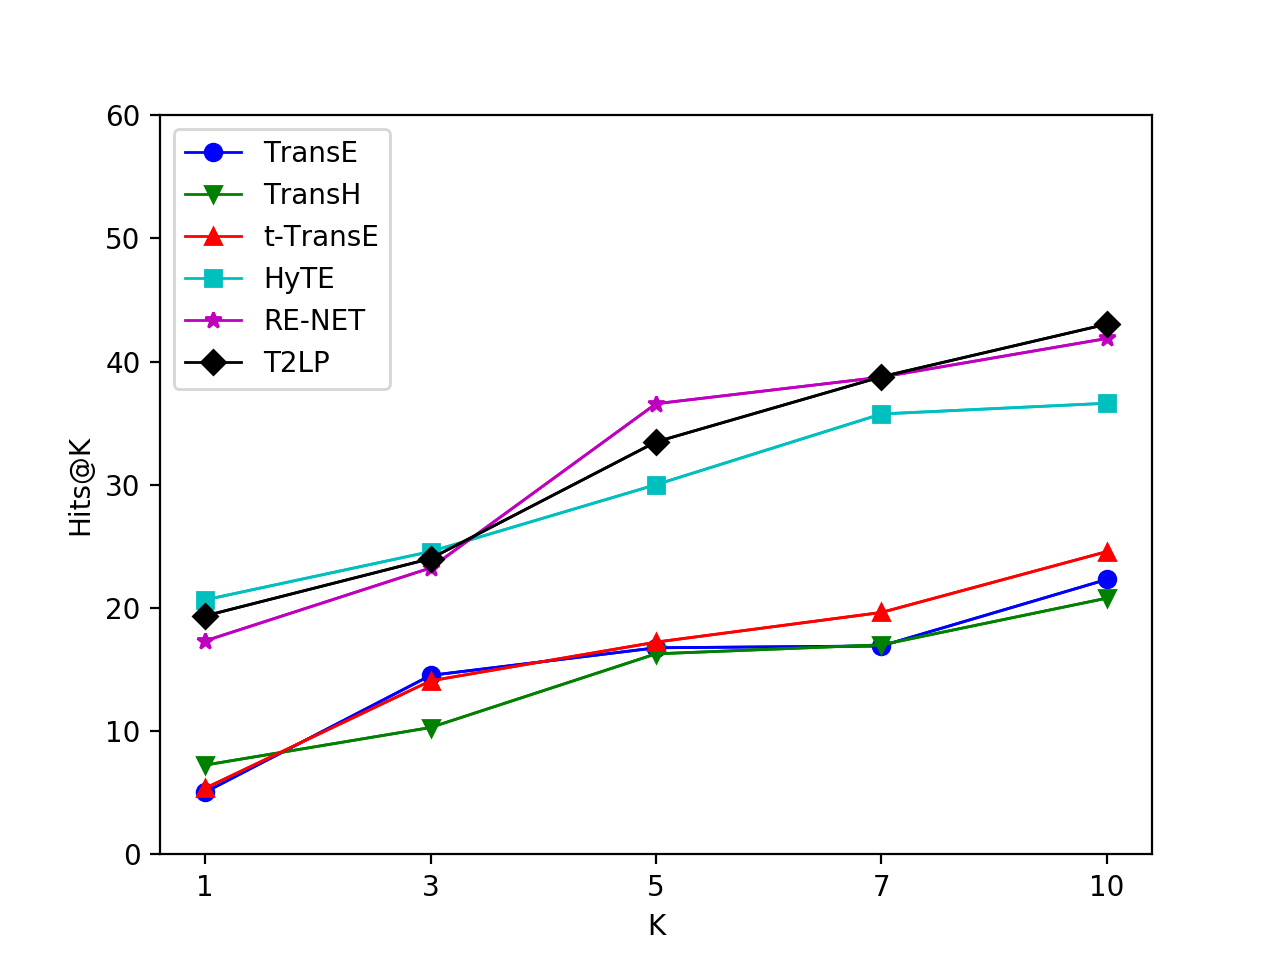 60
50
40
30
20
10
0
Hits@K
TransE
TransH
t-TransE
HyTE
RE-NET
T2LP
1 3 5 7 10
K